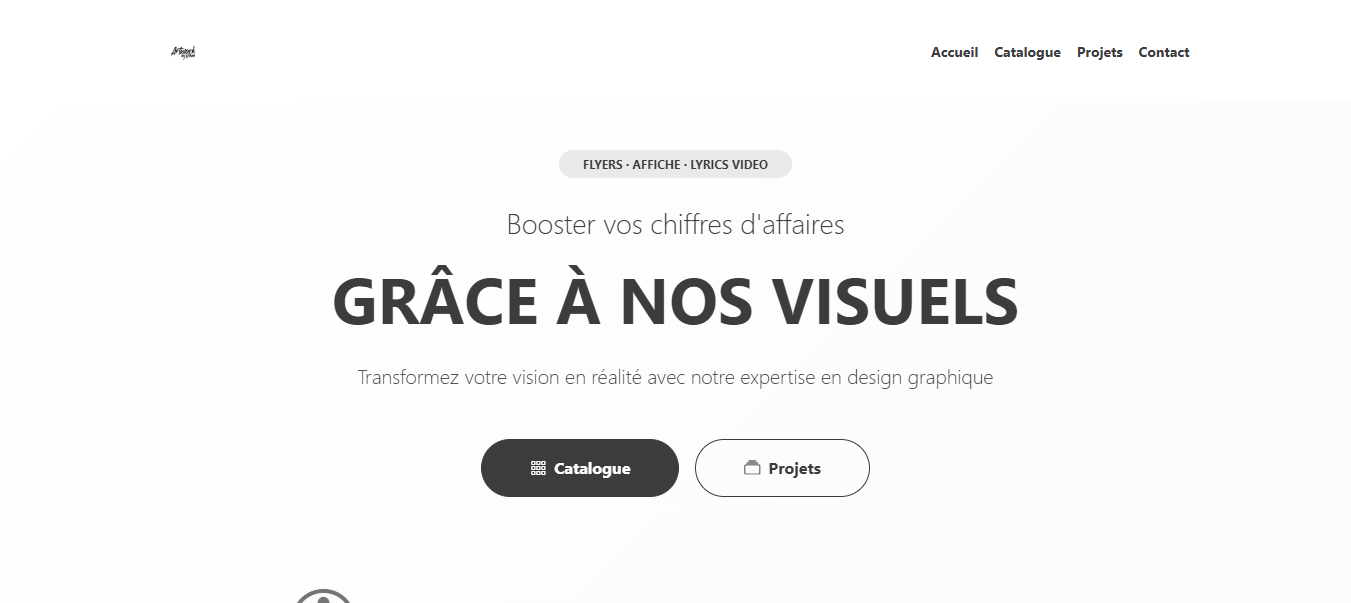 Accueil Catalogue Projets Contact
FLYERS · AFFICHE · LYRICS VIDEO
Booster vos chiffres d'affaires
GRÂCE À NOS VISUELS
Transformez votre vision en réalité avec notre expertise en design graphique
Catalogue Projets